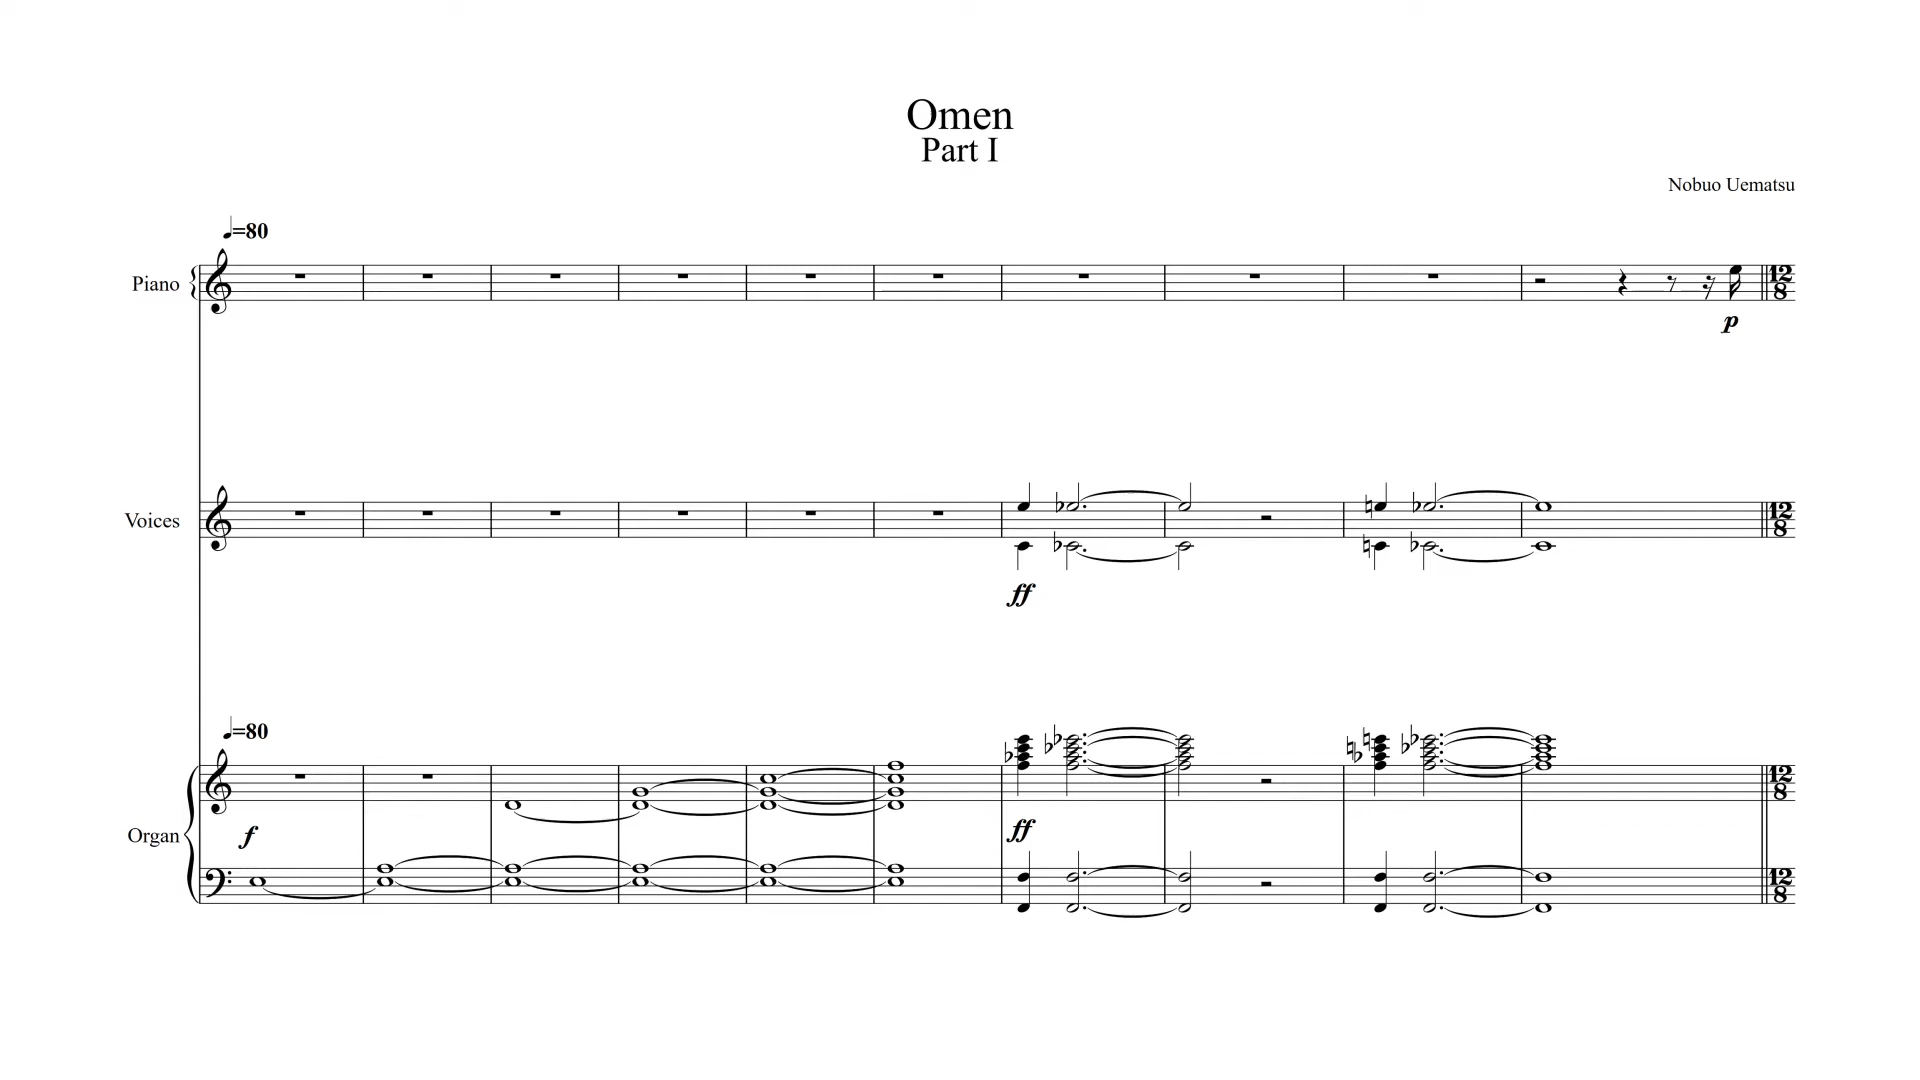 Omen
Part I
Nobuo Uematsu
♩=80
Piano
12
8
p
Voices
12
8
ff
♩=80
12
8
f
ff
Organ
12
8